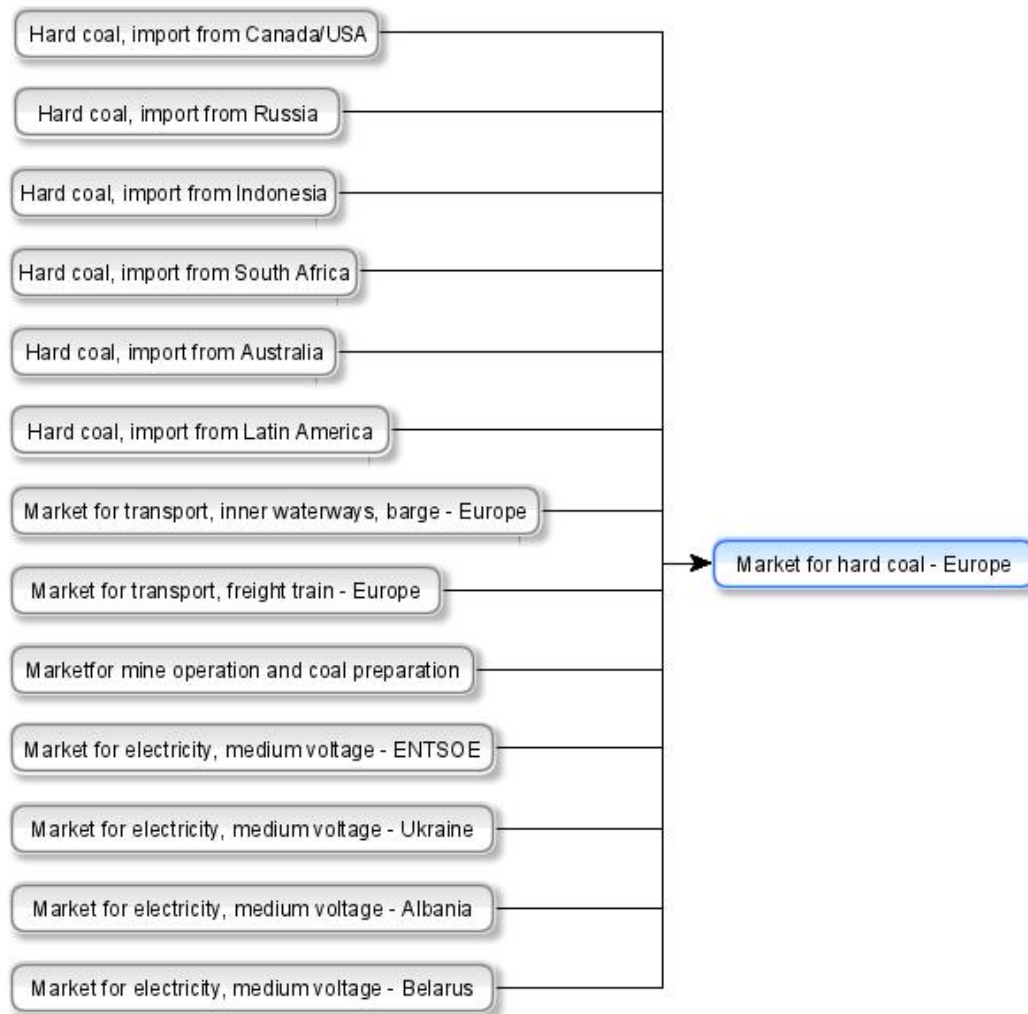 Hard coal, import from Canada/USA
Hard coal, import from Russia
Hard coal, import from Indonesia
Hard coal, import from South Africa
Hard coal, import from Australia
Hard coal, import from Latin America
Market for transport, inner waterways, barge - Europe
Market for hard coal - Europe
Market for transport, freight train - Europe
Marketfor mine operation and coal preparation
Market for electricity, medium voltage - ENTSOE
Market for electricity, medium voltage - Ukraine
Market for electricity, medium voltage - Albania
Market for electricity, medium voltage - Belarus